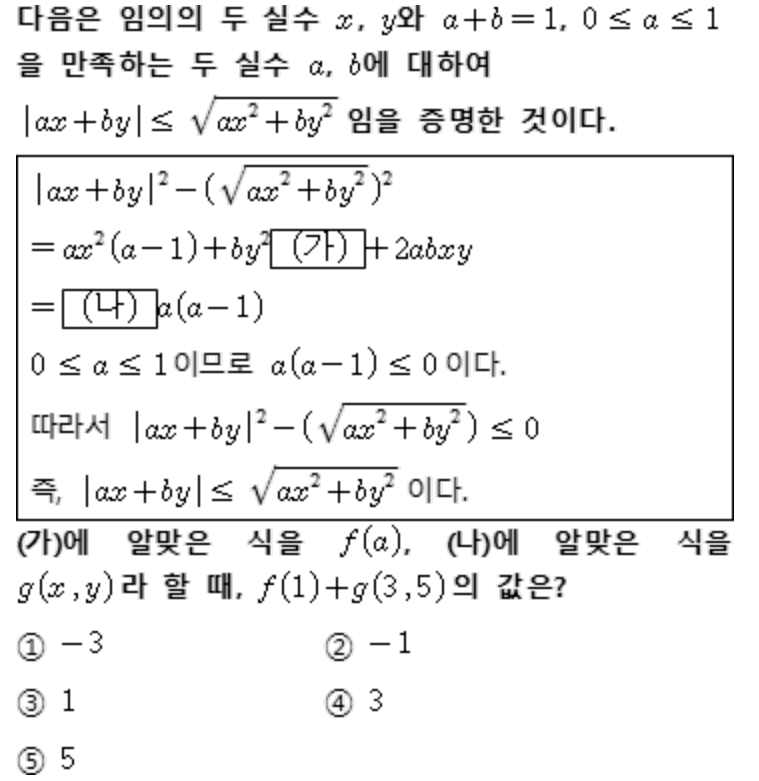 다음은 임의의 두 실수 x, y와 a+b=1, 0 ≤ a ≤ 1
을 만족하는 두 실수 a, b에 대하여
|ax+by| ≤ √(ax²+by²) 임을 증명한 것이다.
|ax+by|²-(√(ax²+by²))²
=ax²(a-1)+by² (가) +2abxy
= (나) a(a-1)
0 ≤ a ≤ 1이므로 a(a-1) ≤ 0이다.
따라서 |ax+by|²-(√(ax²+by²)) ≤ 0
즉, |ax+by| ≤ √(ax²+by²) 이다.
(가)에 알맞은 식을 f(a), (나)에 알맞은 식을
g(x,y)라 할 때, f(1)+g(3,5)의 값은?
① -3 ② -1
③ 1 ④ 3
⑤ 5